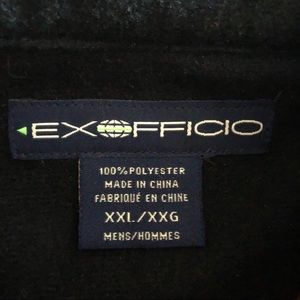 EXOFFICIO
100% POLYESTER
MADE IN CHINA
FABRIQUÉ EN CHINE
XXL/XXG
MENS/HOMMES